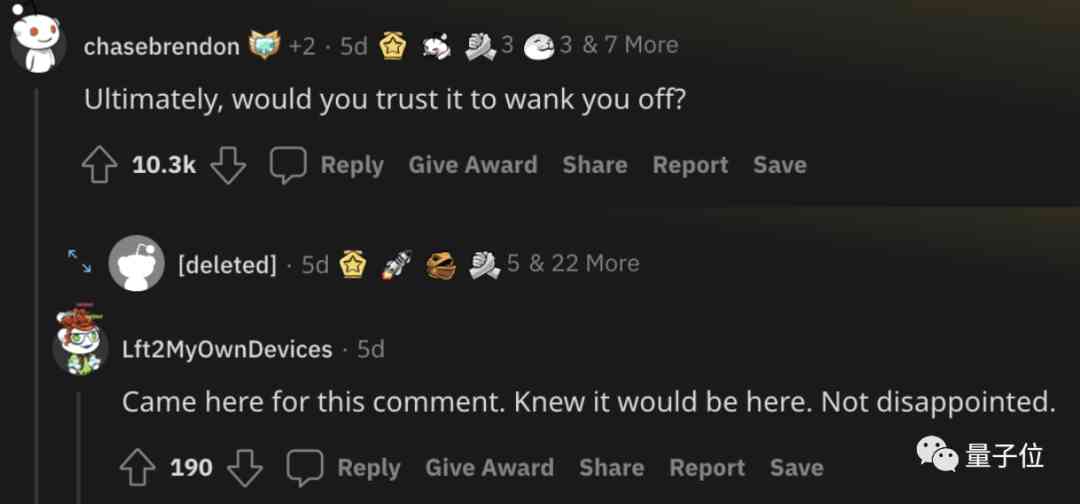 chasebrendon +2 · 5d 3 3 & 7 More
Ultimately, would you trust it to wank you off?
10.3k Reply Give Award Share Report Save
[deleted] · 5d 5 & 22 More
Lft2MyOwnDevices · 5d
Came here for this comment. Knew it would be here. Not disappointed.
190 Reply Give Award Share Report Save
量子位